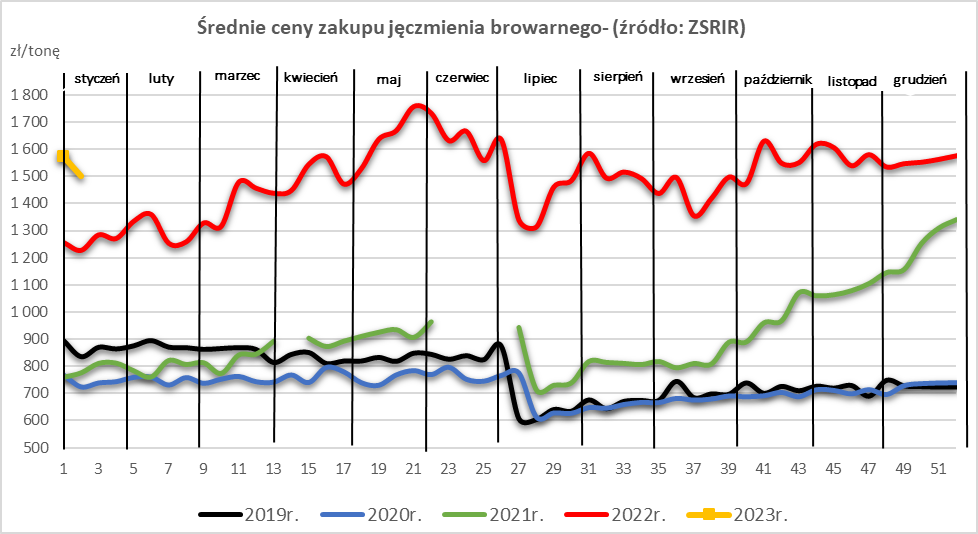 Średnie ceny zakupu jęczmienia browarnego- (źródło: ZSRIR)
zł/tonę
styczeń luty marzec kwiecień maj czerwiec lipiec sierpień wrzesień październik listopad grudzień
1 800
1 700
1 600
1 500
1 400
1 300
1 200
1 100
1 000
900
800
700
600
500
1 3 5 7 9 11 13 15 17 19 21 23 25 27 29 31 33 35 37 39 41 43 45 47 49 51
2019r. 2020r. 2021r. 2022r. 2023r.